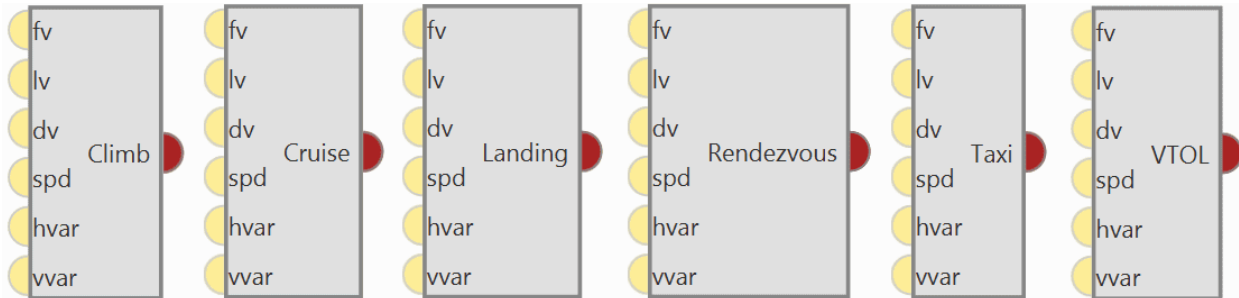 fv
lv
dv
Climb
spd
hvar
vvar
fv
lv
dv
Cruise
spd
hvar
vvar
fv
lv
dv
Landing
spd
hvar
vvar
fv
lv
dv
Rendezvous
spd
hvar
vvar
fv
lv
dv
Taxi
spd
hvar
vvar
fv
lv
dv
VTOL
spd
hvar
vvar